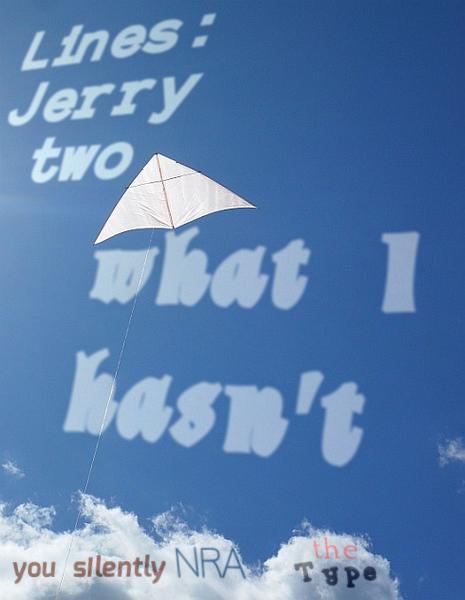 Lines:
Jerry
two
what I
hasn't
you silently NRA the
Type